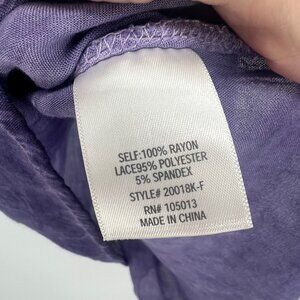 SELF:100% RAYON
LACE95% POLYESTER
5% SPANDEX
STYLE# 20018K-F
RN# 105013
MADE IN CHINA